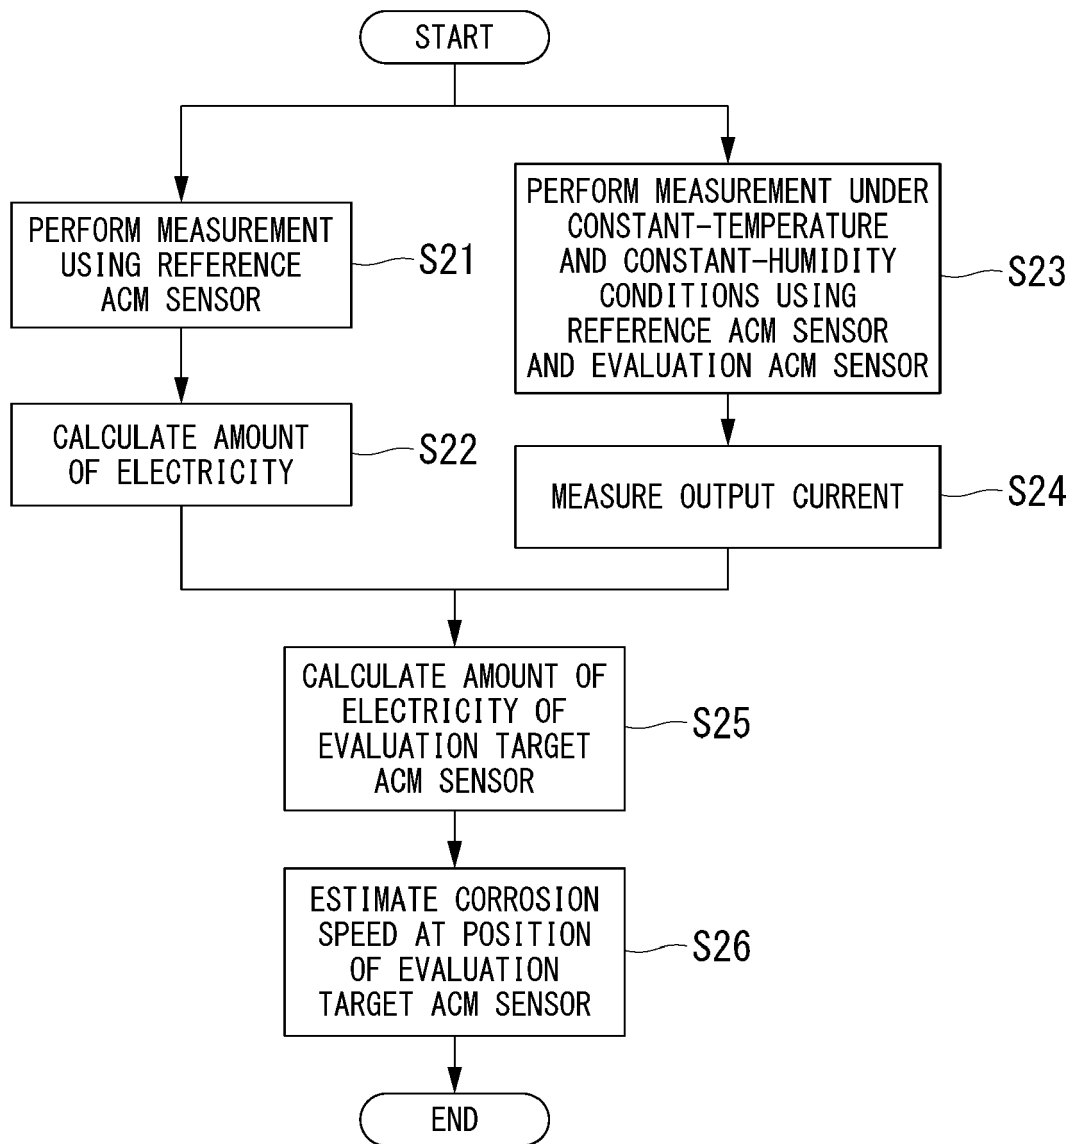 START
PERFORM MEASUREMENT
USING REFERENCE
ACM SENSOR
S21
CALCULATE AMOUNT
OF ELECTRICITY
S22
PERFORM MEASUREMENT UNDER
CONSTANT-TEMPERATURE
AND CONSTANT-HUMIDITY
CONDITIONS USING
REFERENCE ACM SENSOR
AND EVALUATION ACM SENSOR
S23
MEASURE OUTPUT CURRENT
S24
CALCULATE AMOUNT OF
ELECTRICITY OF
EVALUATION TARGET
ACM SENSOR
S25
ESTIMATE CORROSION
SPEED AT POSITION
OF EVALUATION
TARGET ACM SENSOR
S26
END